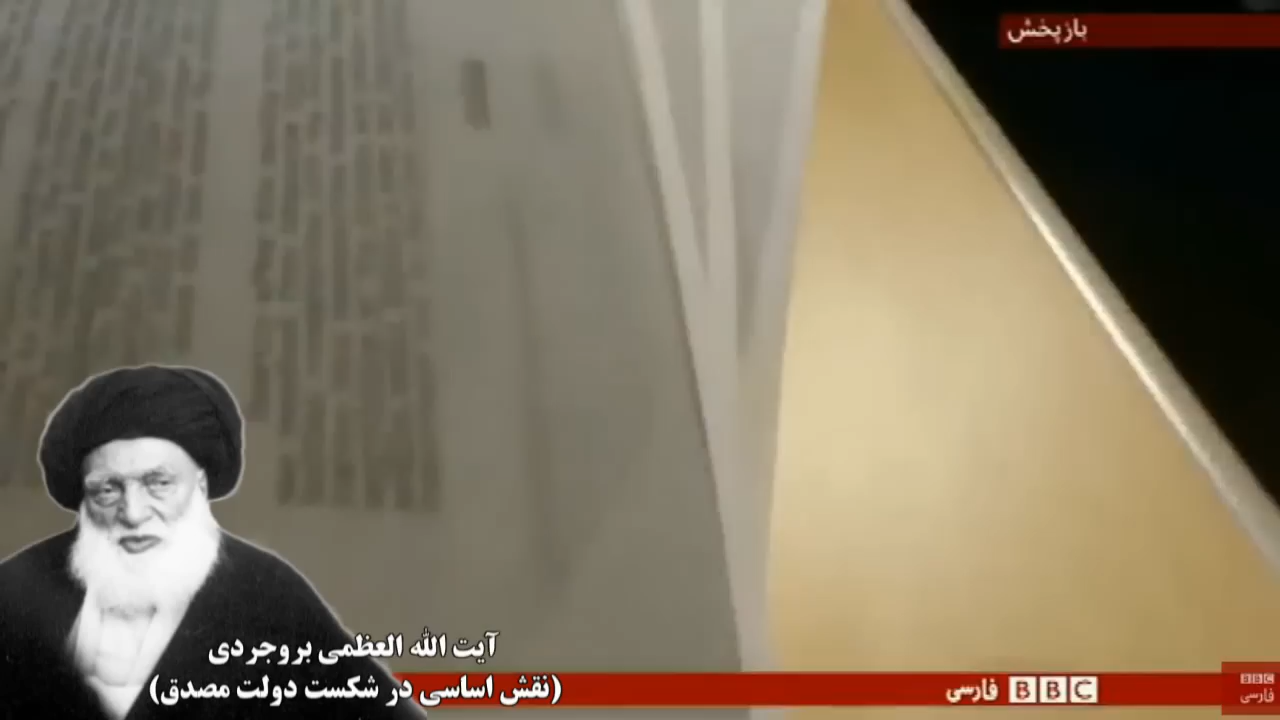 بازپخش
آیت الله العظمی بروجردی
(نقش اساسی در شکست دولت مصدق)
BBC فارسی
BBC
فارسی